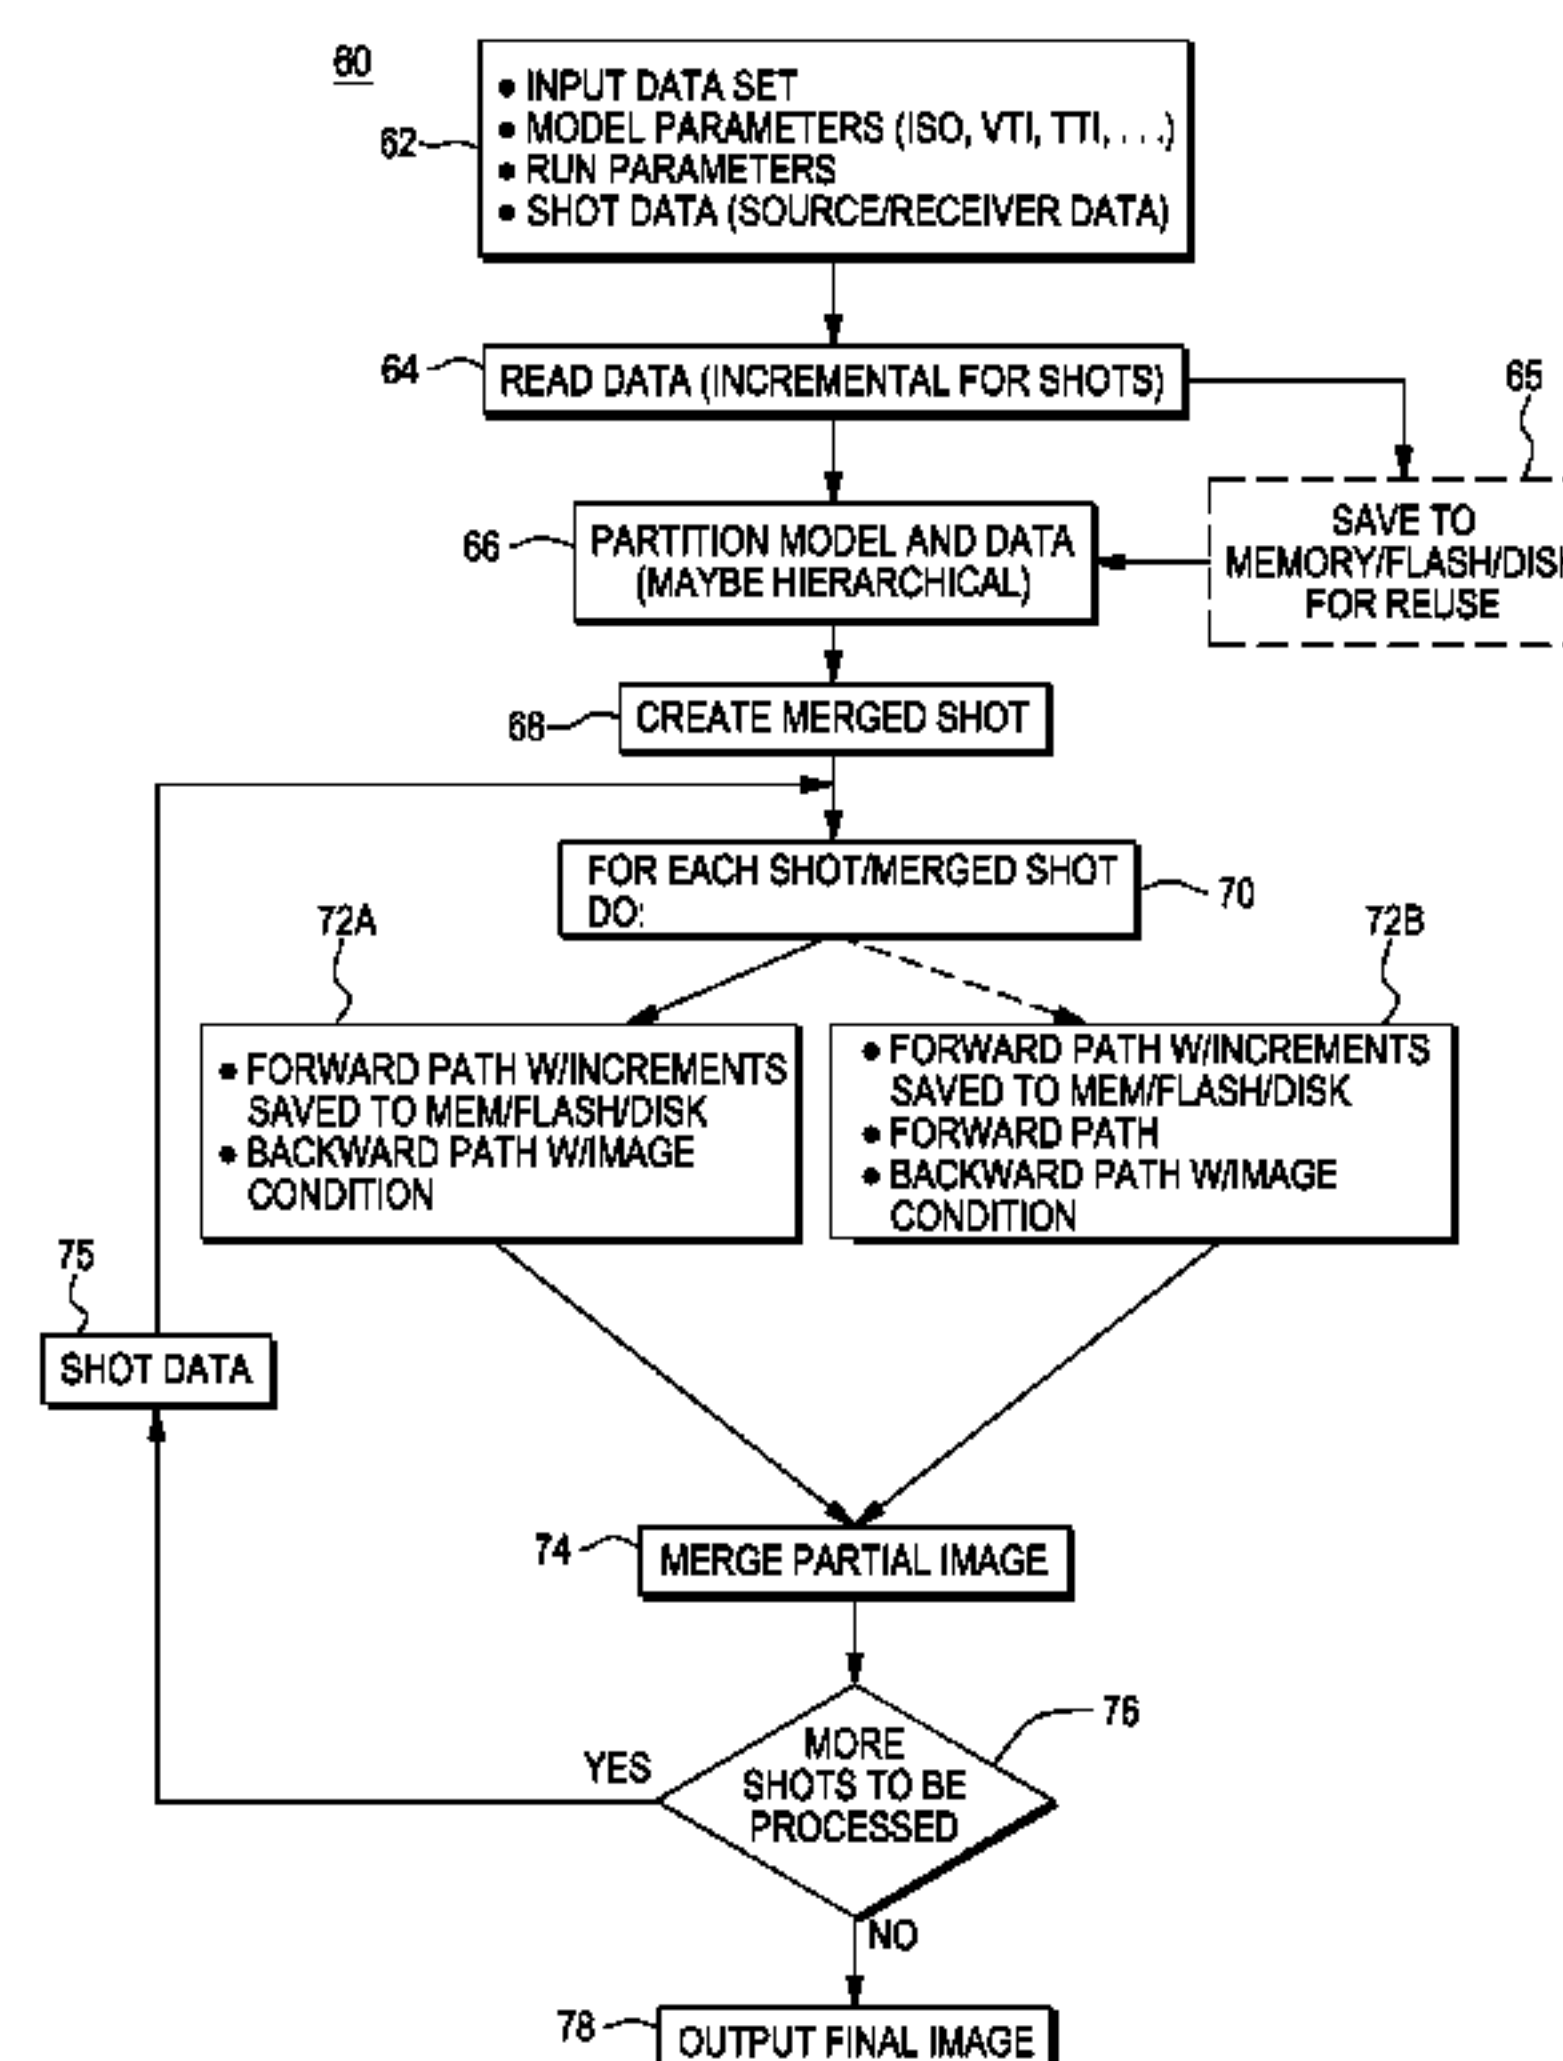 60
62
● INPUT DATA SET
● MODEL PARAMETERS (ISO, VTI, TTI, . . .)
● RUN PARAMETERS
● SHOT DATA (SOURCE/RECEIVER DATA)
64
READ DATA (INCREMENTAL FOR SHOTS)
65
SAVE TO
MEMORY/FLASH/DISK
FOR REUSE
66
PARTITION MODEL AND DATA
(MAYBE HIERARCHICAL)
68
CREATE MERGED SHOT
FOR EACH SHOT/MERGED SHOT
DO:
70
72A
72B
● FORWARD PATH W/INCREMENTS
SAVED TO MEM/FLASH/DISK
● BACKWARD PATH W/IMAGE
CONDITION
● FORWARD PATH W/INCREMENTS
SAVED TO MEM/FLASH/DISK
● FORWARD PATH
● BACKWARD PATH W/IMAGE
CONDITION
75
SHOT DATA
74
MERGE PARTIAL IMAGE
76
MORE
SHOTS TO BE
PROCESSED
YES
NO
78
OUTPUT FINAL IMAGE